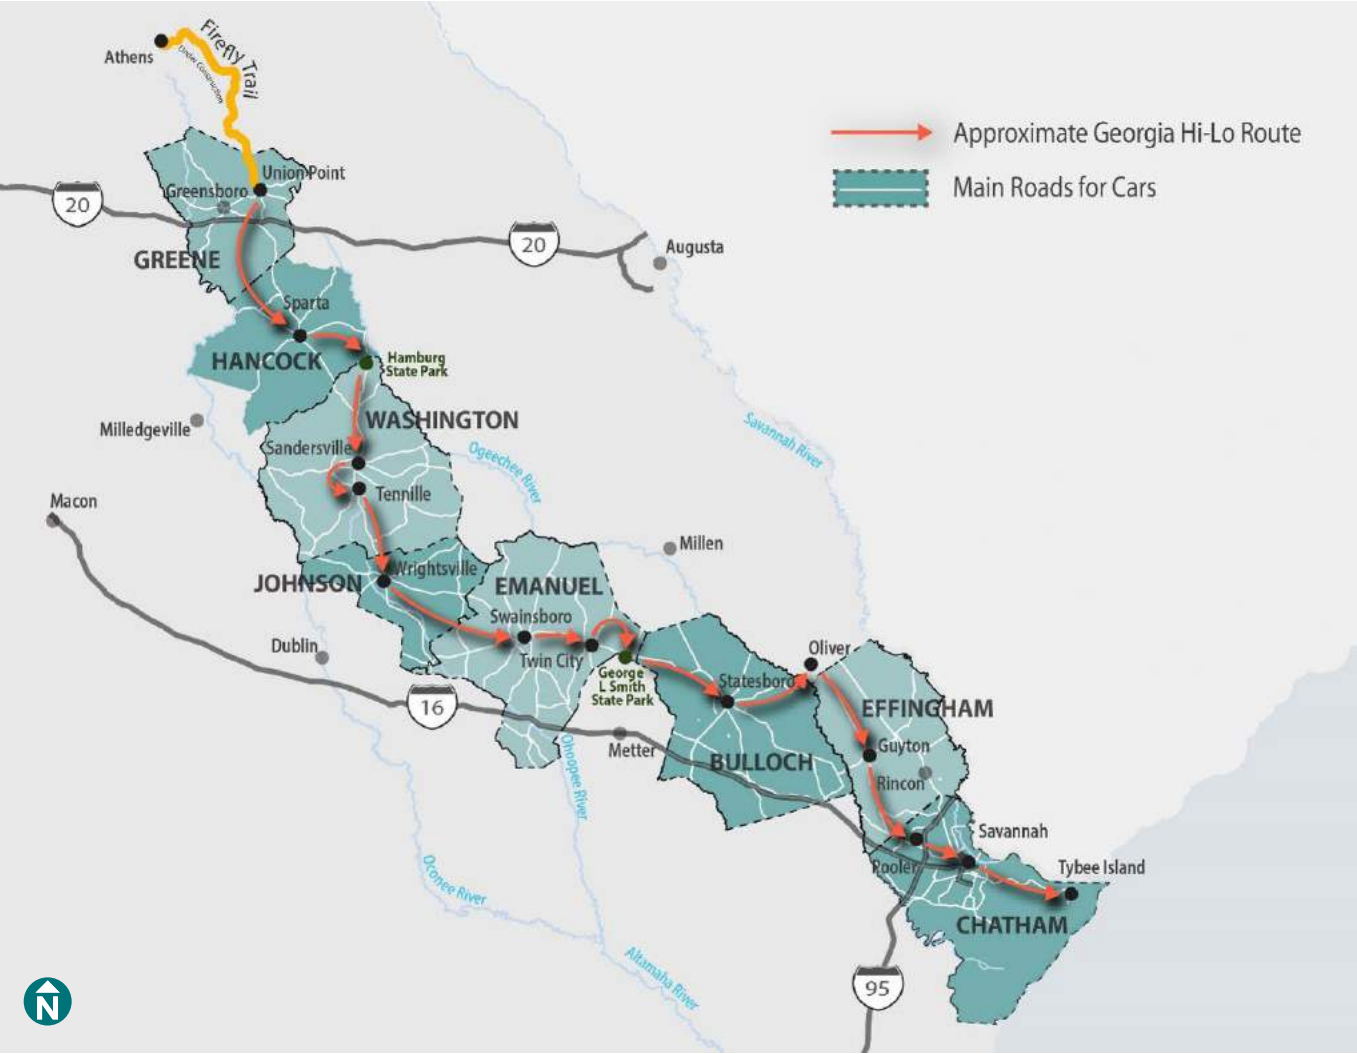 Athens
Firefly Trail
Under Construction
Approximate Georgia Hi-Lo Route
Main Roads for Cars
Union Point
Greensboro
20
20
Augusta
GREENE
Sparta
HANCOCK
Hamburg
State Park
WASHINGTON
Milledgeville
Sandersville
Savannah River
Ogeechee River
Tennille
Macon
Millen
Wrightsville
JOHNSON
EMANUEL
Swainsboro
Dublin
Twin City
George
L Smith
State Park
Oliver
Statesboro
16
EFFINGHAM
Metter
Guyton
BULLOCH
Rincon
Ohoopee River
Savannah
Pooler
Tybee Island
Oconee River
CHATHAM
Altamaha River
95
N